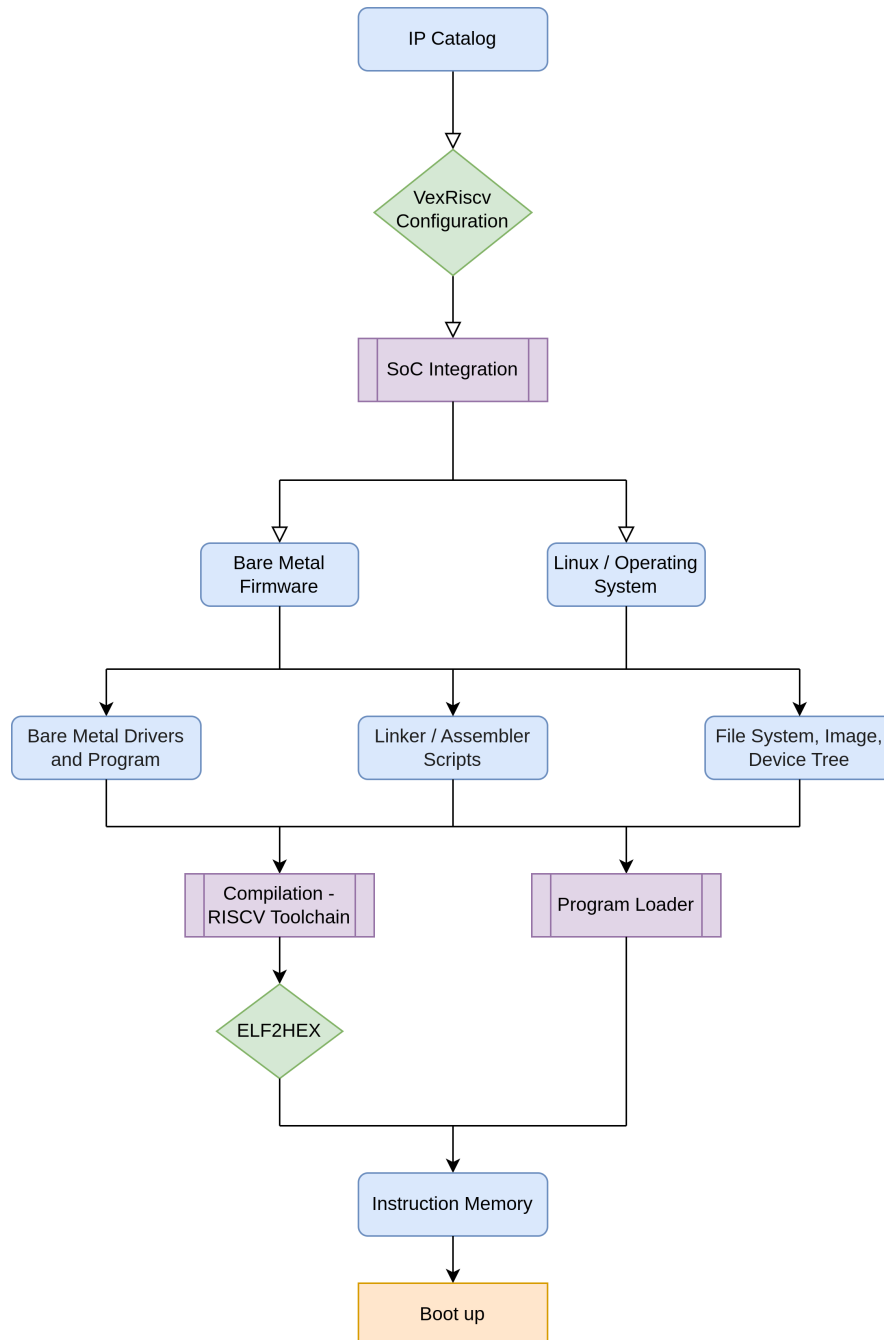 IP Catalog
VexRiscv
Configuration
SoC Integration
Bare Metal
Firmware
Linux / Operating
System
Bare Metal Drivers
and Program
Linker / Assembler
Scripts
File System, Image,
Device Tree
Compilation -
RISCV Toolchain
Program Loader
ELF2HEX
Instruction Memory
Boot up